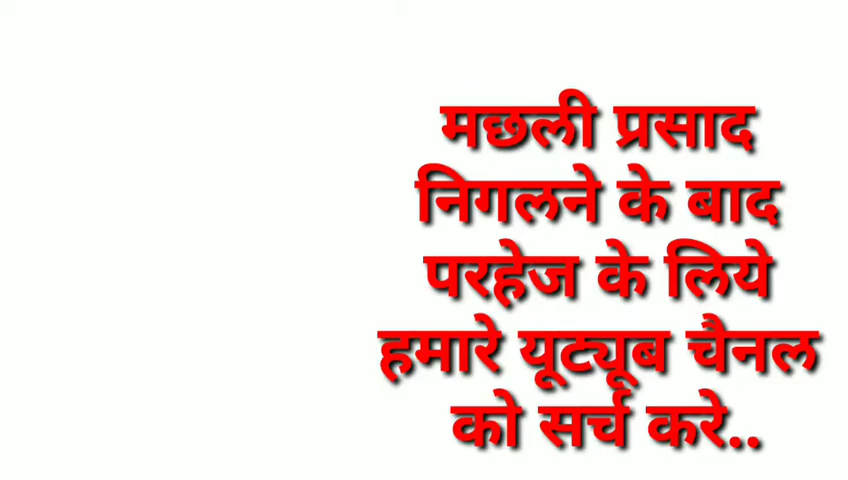 मछली प्रसाद
निगलने के बाद
परहेज के लिये
हमारे यूट्यूब चैनल
को सर्च करे..